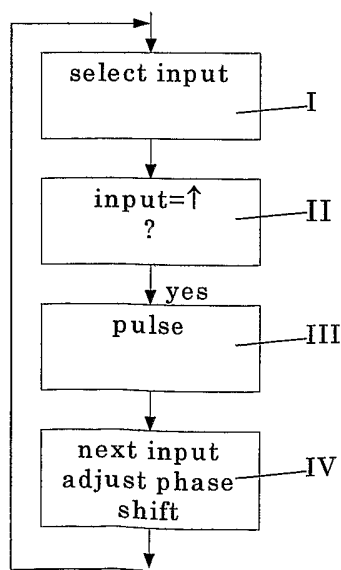 select input
I
input=↑
?
II
yes
pulse
III
next input
adjust phase
shift
IV